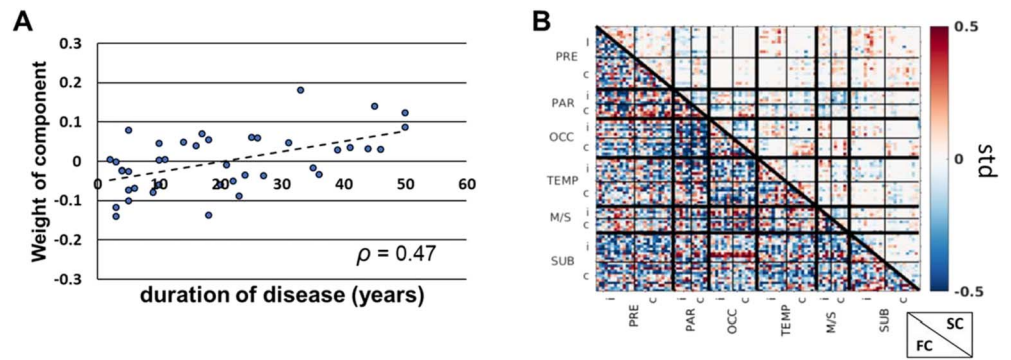 A
0.3
0.2
0.1
0
-0.1
-0.2
-0.3
0 10 20 30 40 50 60
Weight of component
ρ = 0.47
duration of disease (years)
B
PRE
i
c
PAR
i
c
OCC
i
c
TEMP
i
c
M/S
i
c
SUB
i
c
i c i c i c i c i c i c
PRE PAR OCC TEMP M/S SUB
0.5
0
-0.5
std
SC
FC